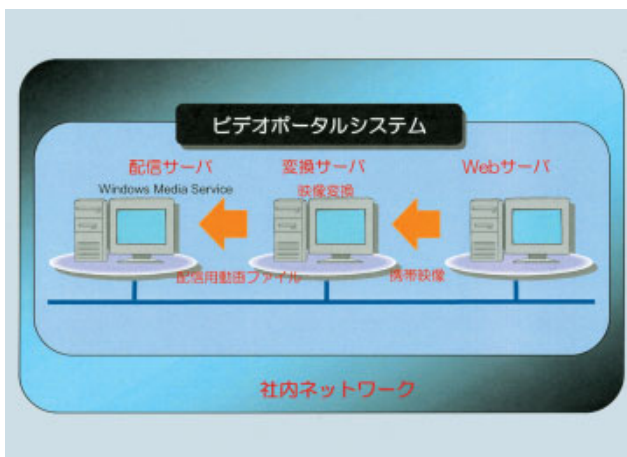 ビデオポータルシステム
配信サーバ
変換サーバ
Webサーバ
Windows Media Service
映像変換
配信用動画ファイル
携帯映像
社内ネットワーク